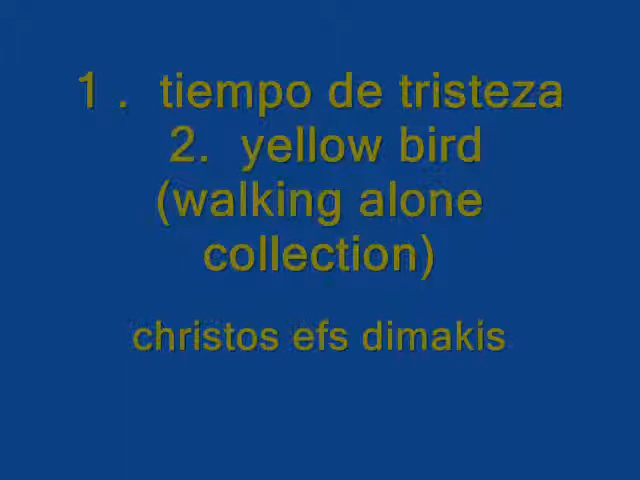 1 . tiempo de tristeza
2. yellow bird
(walking alone
collection)
christos efs dimakis